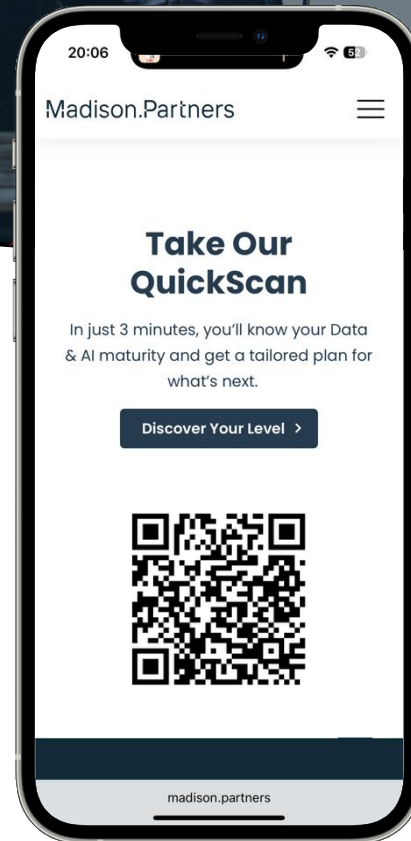 20:06
52
Madison.Partners
Take Our
QuickScan
In just 3 minutes, you’ll know your Data
& AI maturity and get a tailored plan for
what’s next.
Discover Your Level >
madison.partners